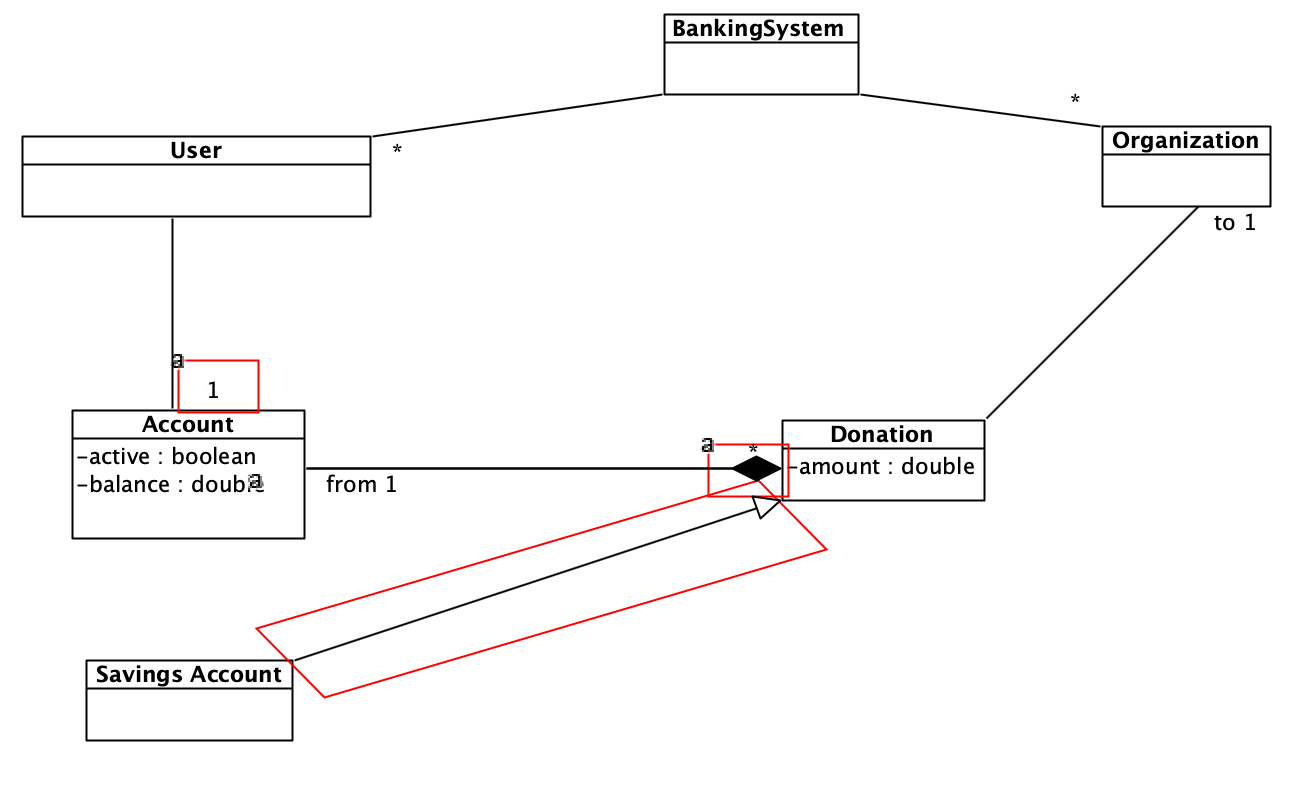 BankingSystem
*
User
*
Organization
to 1
a
1
Account
-active : boolean
-balance : double
a
from 1
a
*
Donation
-amount : double
Savings Account